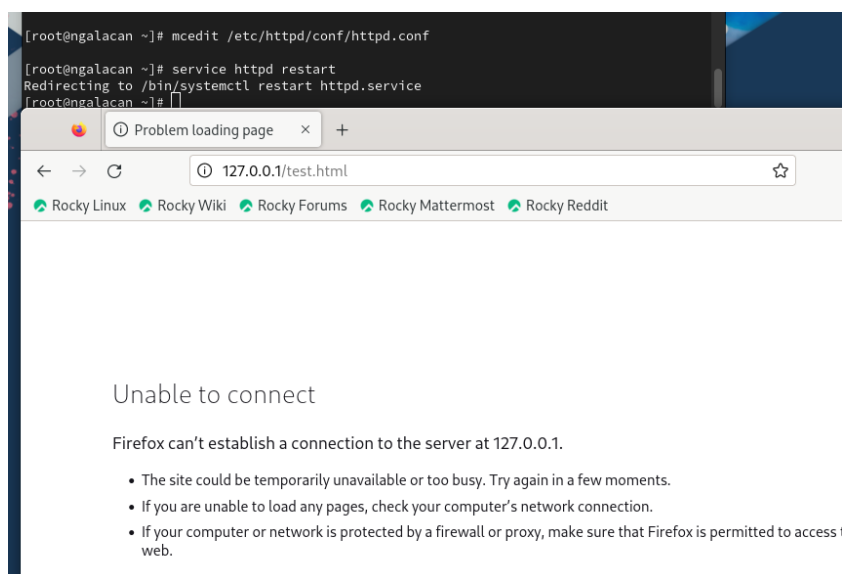 [root@ngalacan ~]# mcedit /etc/httpd/conf/httpd.conf
[root@ngalacan ~]# service httpd restart
Redirecting to /bin/systemctl restart httpd.service
[root@ngalacan ~]#
Problem loading page
127.0.0.1/test.html
Rocky Linux Rocky Wiki Rocky Forums Rocky Mattermost Rocky Reddit
Unable to connect
Firefox can’t establish a connection to the server at 127.0.0.1.
• The site could be temporarily unavailable or too busy. Try again in a few moments.
• If you are unable to load any pages, check your computer’s network connection.
• If your computer or network is protected by a firewall or proxy, make sure that Firefox is permitted to access
web.